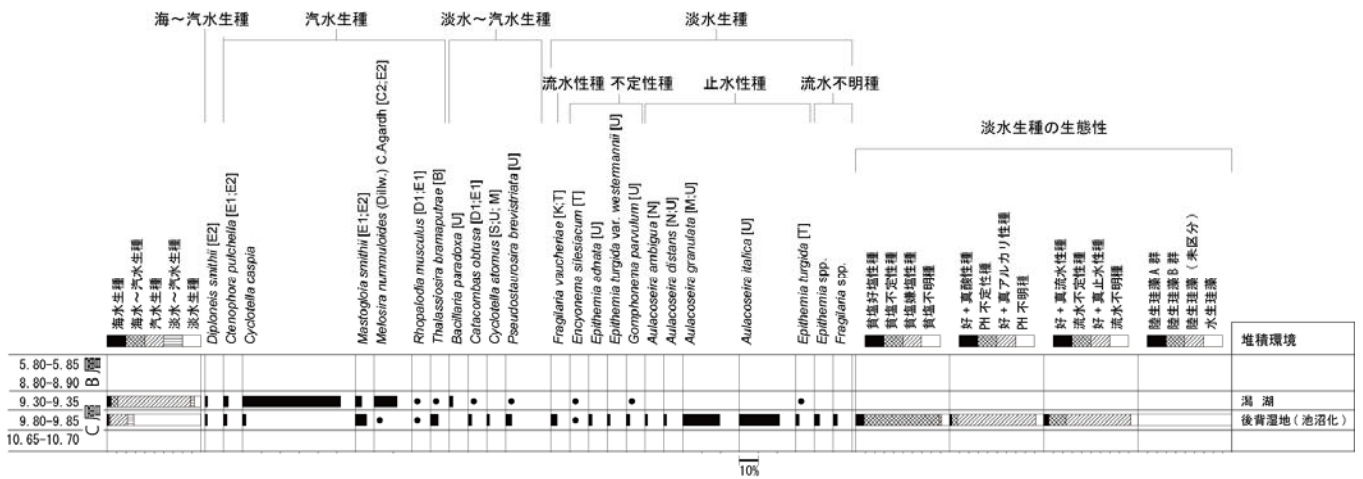 海～汽水生種
汽水生種
淡水～汽水生種
淡水生種
流水性種
不定性種
止水性種
流水不明種
淡水生種の生態性
海水生種
海水～汽水生種
汽水生種
淡水～汽水生種
淡水生種
Diploneis smithii [E2]
Ctenophora pulchella [E1;E2]
Cyclotella caspia
Mastogloia smithii [E1;E2]
Melosira nummuloides (Dillw.) C.Agardh [C2;E2]
Rhopalodia musculus [D1;E1]
Thalassiosira bramaputrae [B]
Bacillaria paradoxa [U]
Catacombas obtusa [D1;E1]
Cyclotella atomus [S;U; M]
Pseudostaurosira brevistriata [U]
Fragilaria vaucheriae [K;T]
Encyonema silesiacum [T]
Epithemia adnata [U]
Epithemia turgida var. westermannii [U]
Gomphonema parvulum [U]
Aulacoseira ambigua [N]
Aulacoseira distans [N;U]
Aulacoseira granulata [M;U]
Aulacoseira italica [U]
Epithemia turgida [T]
Epithemia spp.
Fragilaria spp.
貧塩好塩性種
貧塩不定性種
貧塩嫌塩性種
貧塩不明種
好+真酸性種
PH 不定性種
好+真アルカリ性種
PH 不明種
好+真流水性種
流水不定性種
好+真止水性種
流水不明種
陸生珪藻 A 群
陸生珪藻 B 群
陸生珪藻（未区分）
水生珪藻
堆積環境
5.80-5.85
8.80-8.90
B層
9.30-9.35
潟 湖
9.80-9.85
後背湿地（池沼化）
C層
10.65-10.70
10%